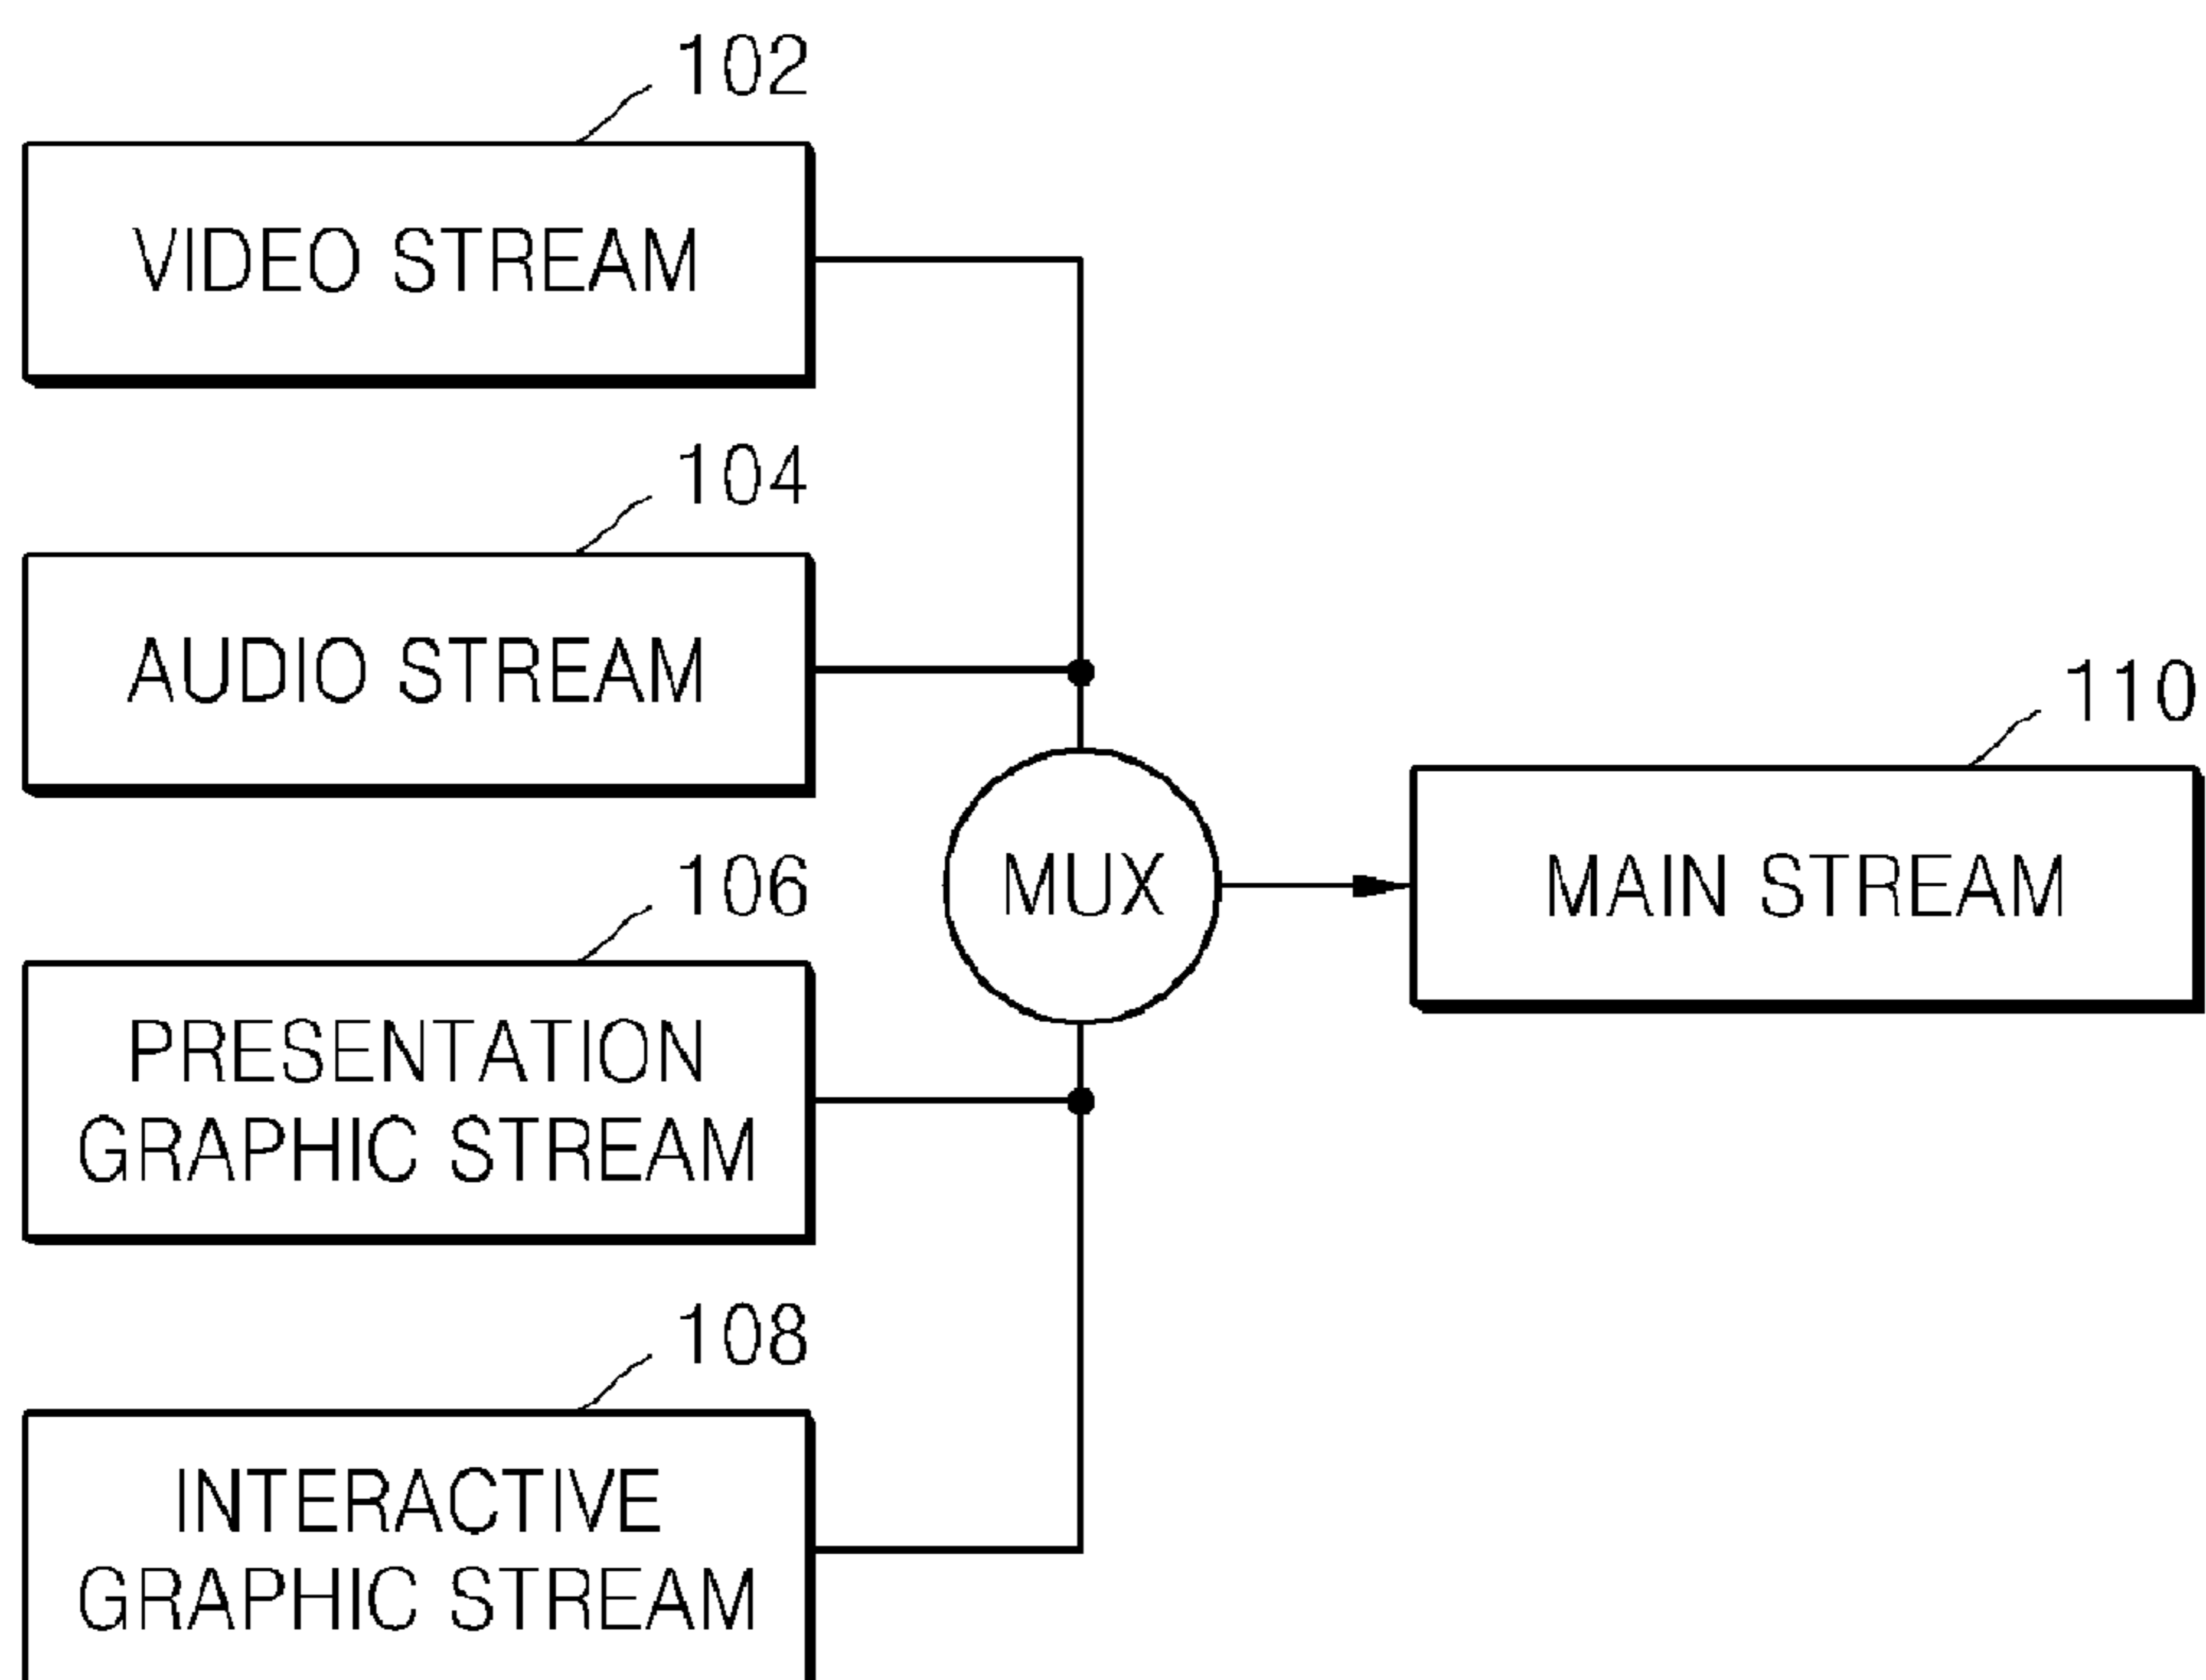 102
VIDEO STREAM
104
AUDIO STREAM
106
PRESENTATION
GRAPHIC STREAM
108
INTERACTIVE
GRAPHIC STREAM
MUX
110
MAIN STREAM